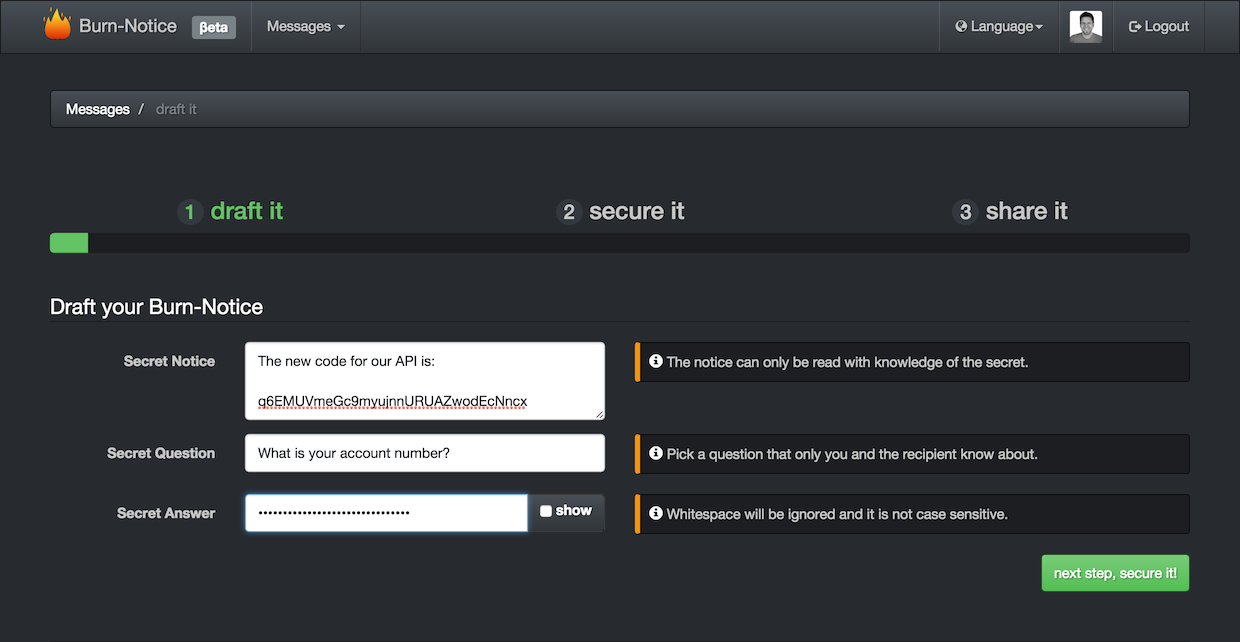 Burn-Notice βeta Messages Language Logout
Messages / draft it
1 draft it 2 secure it 3 share it
Draft your Burn-Notice
Secret Notice
The new code for our API is:
The notice can only be read with knowledge of the secret.
q6EMUVmeGc9myujnnURUAZwodEcNncx
Secret Question What is your account number? Pick a question that only you and the recipient know about.
Secret Answer ······························· show Whitespace will be ignored and it is not case sensitive.
next step, secure it!